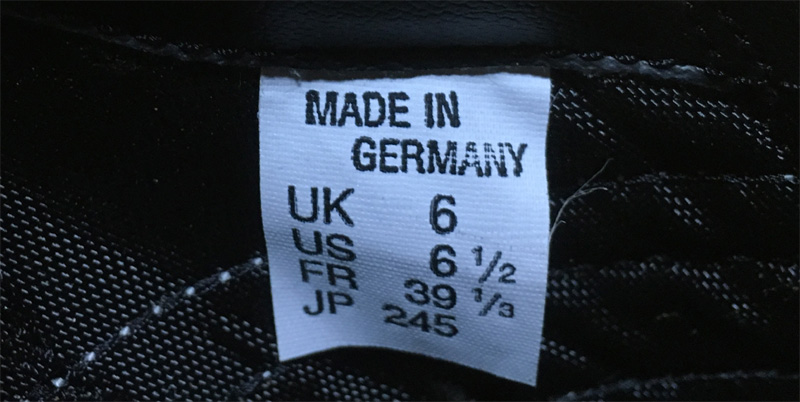 MADE IN
GERMANY
UK 6
US 6 1/2
FR 39 1/3
JP 245